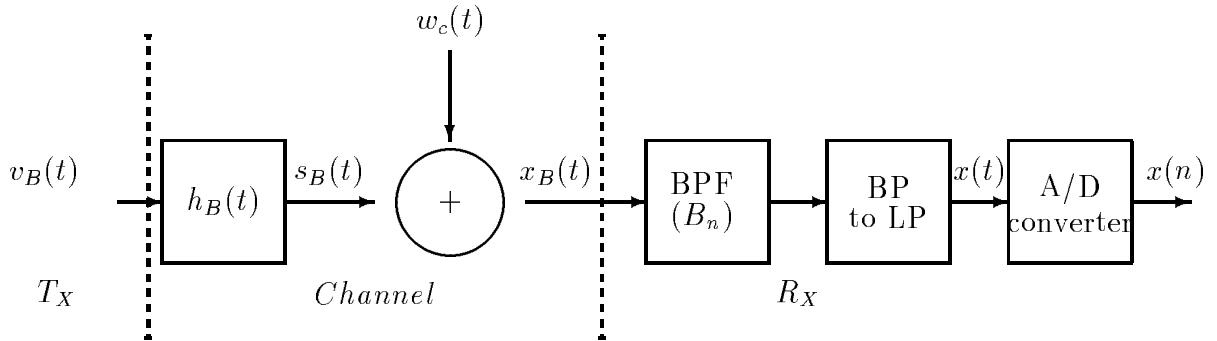 w_c(t)
v_B(t)
h_B(t)
s_B(t)
+
x_B(t)
BPF
(B_n)
BP
to LP
x(t)
A/D
converter
x(n)
T_X
Channel
R_X